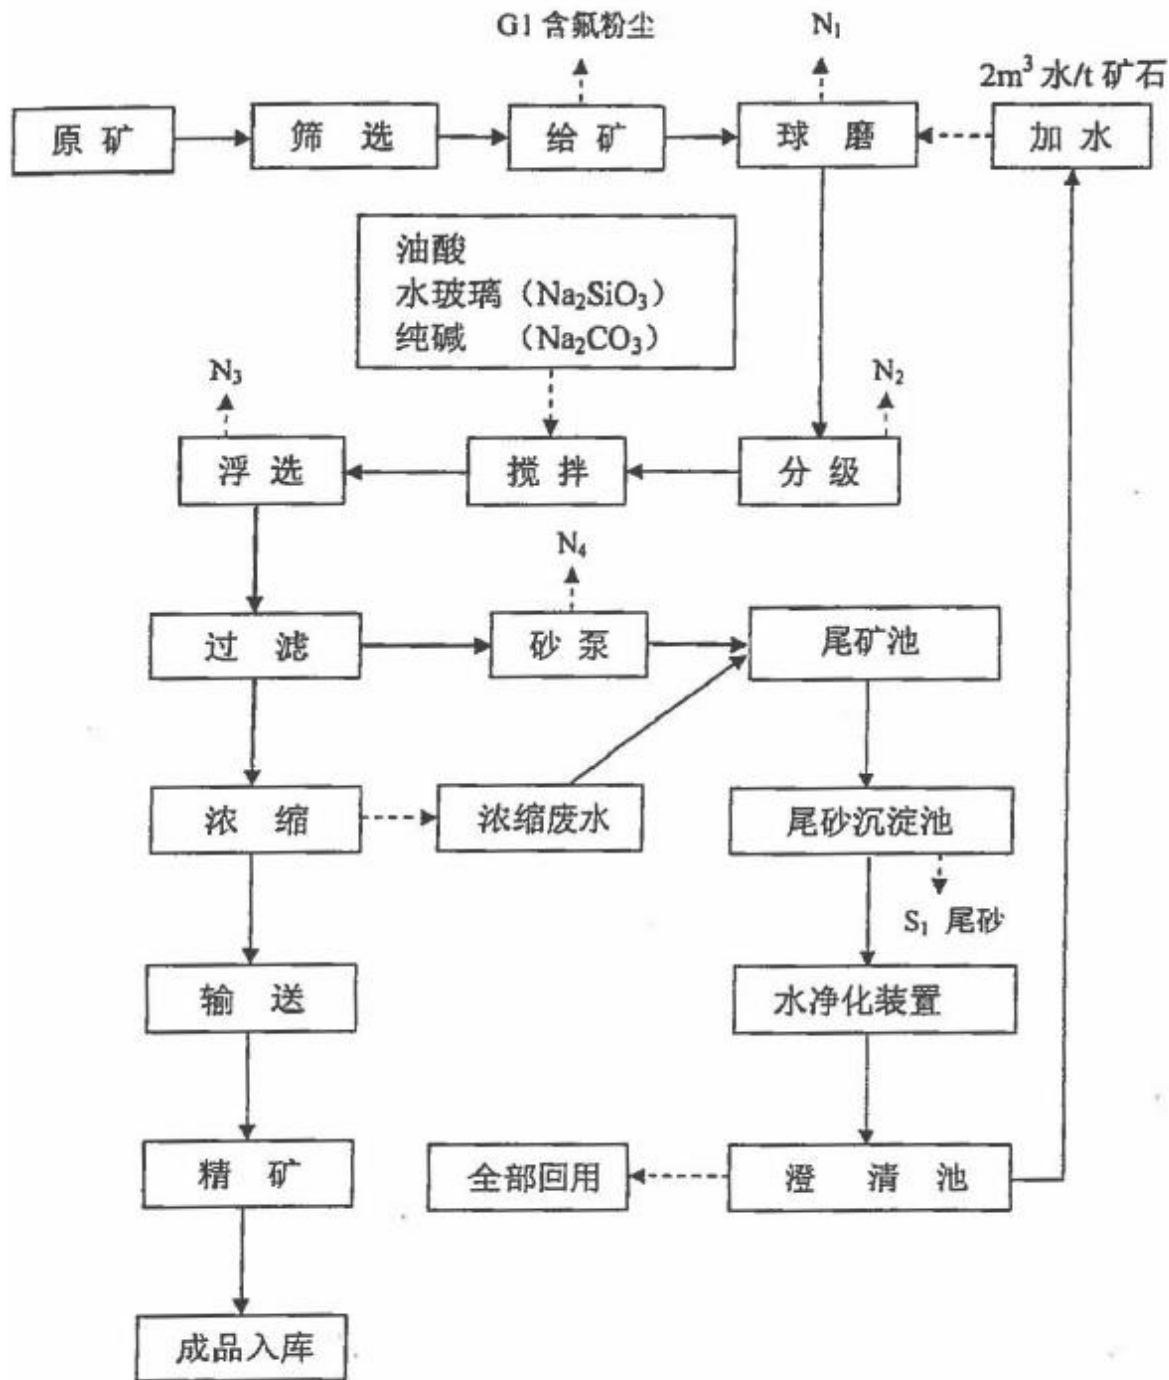 G1 含氟粉尘
N₁
2m³ 水/t 矿石
原 矿
筛 选
给 矿
球 磨
加 水
油酸
水玻璃(Na₂SiO₃)
纯碱 (Na₂CO₃)
N₃
N₂
浮 选
搅 拌
分 级
N₄
过 滤
砂 泵
尾矿池
浓 缩
浓缩废水
尾砂沉淀池
S₁ 尾砂
输 送
水净化装置
精 矿
全部回用
澄 清 池
成品入库